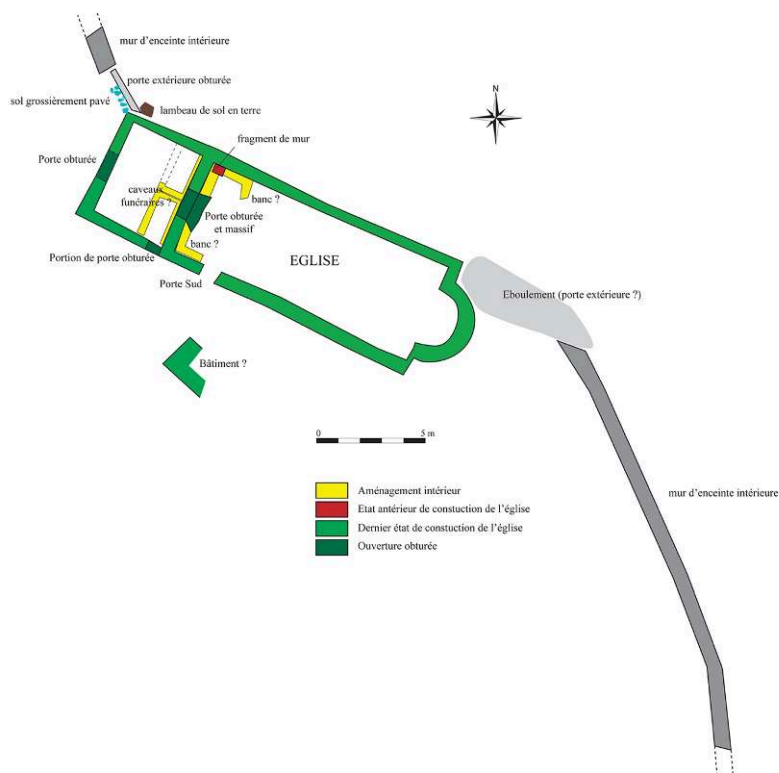 mur d'enceinte intérieure
porte extérieure obturée
sol grossièrement pavé
lambeau de sol en terre
N
fragment de mur
Porte obturée
caveaux
funéraires ?
banc ?
Porte obturée
et massif
banc ?
EGLISE
Portion de porte obturée
Porte Sud
Eboulement (porte extérieure ?)
Bâtiment ?
0
5 m
mur d'enceinte intérieure
Aménagement intérieur
Etat antérieur de constuction de l'église
Dernier état de constuction de l'église
Ouverture obturée